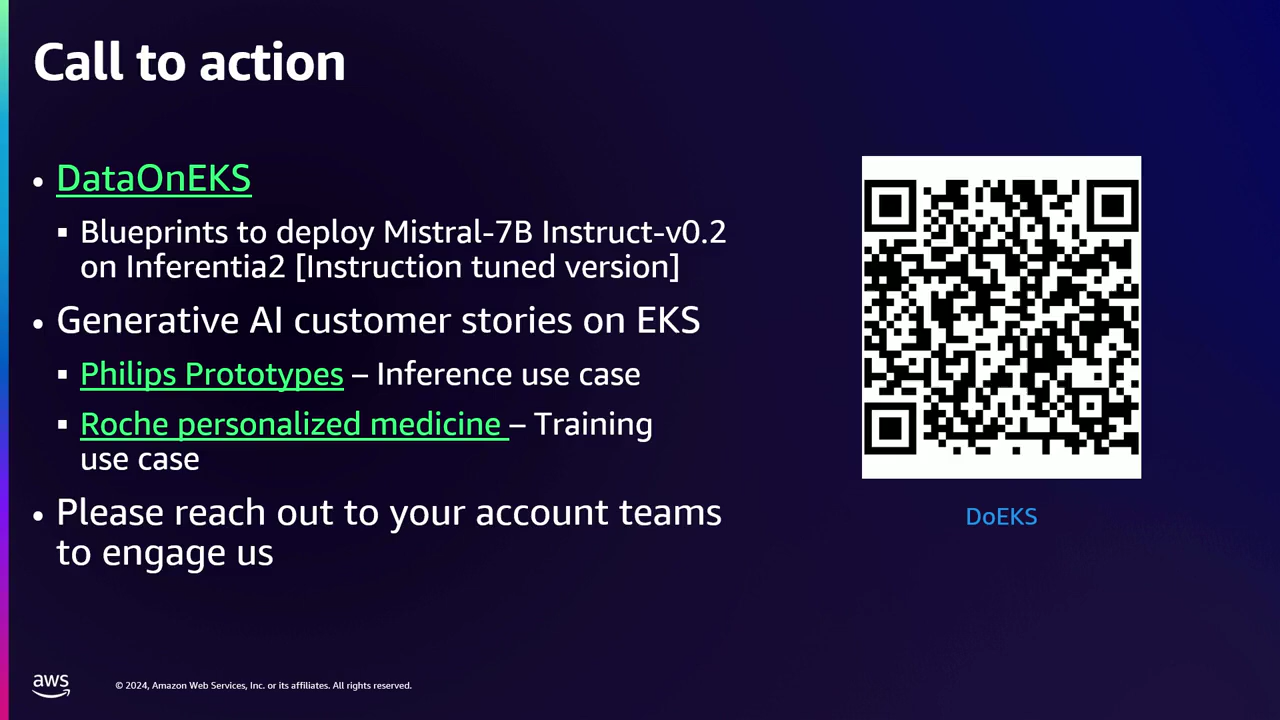 Call to action
• DataOnEKS
▪ Blueprints to deploy Mistral-7B Instruct-v0.2
on Inferentia2 [Instruction tuned version]
• Generative AI customer stories on EKS
▪ Philips Prototypes – Inference use case
▪ Roche personalized medicine – Training
use case
• Please reach out to your account teams
to engage us
DoEKS
aws
© 2024, Amazon Web Services, Inc. or its affiliates. All rights reserved.